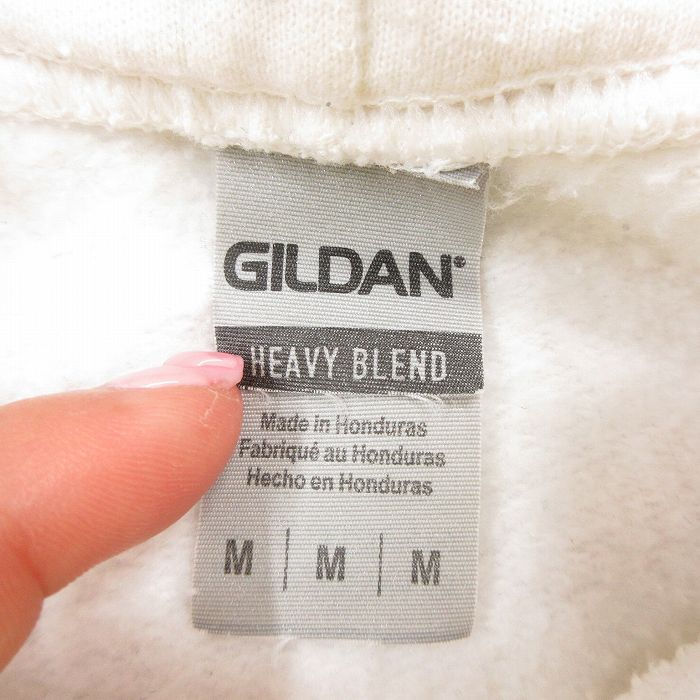 GILDAN®
HEAVY BLEND
Made in Honduras
Fabriqué au Honduras
Hecho en Honduras
M | M | M